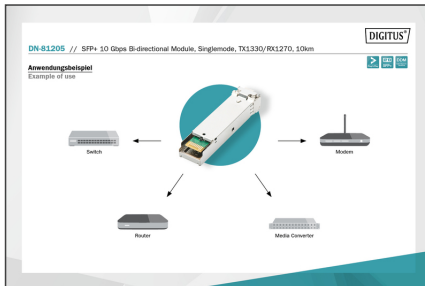 DIGITUS®
DN-81205 // SFP+ 10 Gbps Bi-directional Module, Singlemode, TX1330/RX1270, 10km
Anwendungsbeispiel
Example of use
Switch
Modem
Router
Media Converter